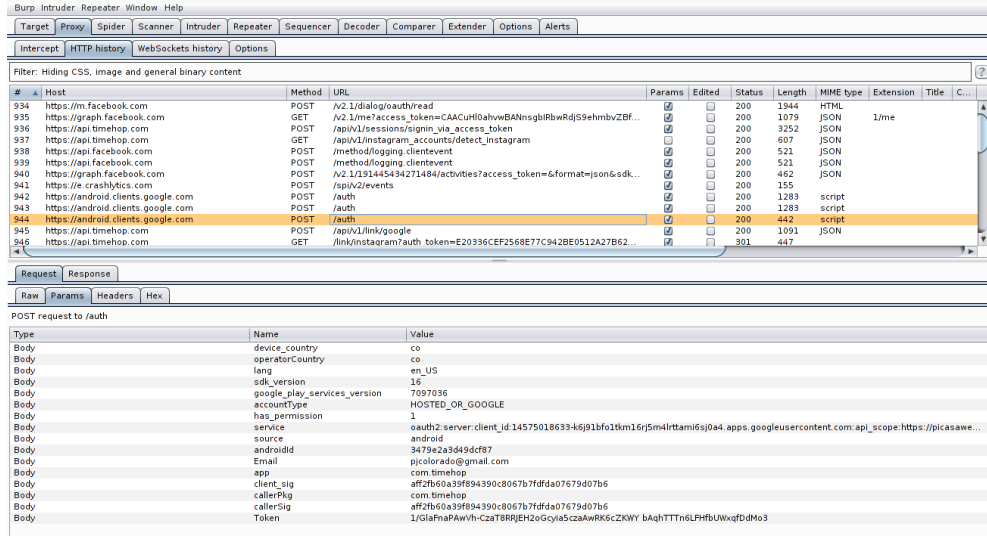 Burp Intruder Repeater Window Help
Target Proxy Spider Scanner Intruder Repeater Sequencer Decoder Comparer Extender Options Alerts
Intercept HTTP history WebSockets history Options
Filter: Hiding CSS, image and general binary content ?
# Host Method URL Params Edited Status Length MIME type Extension Title C...
934 https://m.facebook.com POST /v2.1/dialog/oauth/read 200 1944 HTML
935 https://graph.facebook.com GET /v2.1/me?access_token=CAACuHl0ahvwBANnsgbIRbwRdjS9ehmbvZBf... 200 1079 JSON 1/me
936 https://api.timehop.com POST /api/v1/sessions/signin_via_access_token 200 3252 JSON
937 https://api.timehop.com GET /api/v1/instagram_accounts/detect_instagram 200 607 JSON
938 https://api.facebook.com POST /method/logging.clientevent 200 521 JSON
939 https://api.facebook.com POST /method/logging.clientevent 200 521 JSON
940 https://graph.facebook.com POST /v2.1/191445434271484/activities?access_token=&format=json&sdk... 200 462 JSON
941 https://e.crashlytics.com POST /spi/v2/events 200 155
942 https://android.clients.google.com POST /auth 200 1283 script
943 https://android.clients.google.com POST /auth 200 1283 script
944 https://android.clients.google.com POST /auth 200 442 script
945 https://api.timehop.com POST /api/v1/link/google 200 1091 JSON
946 https://api.timehop.com GET /link/instagram?auth_token=E20336CEF2568E77C942BE0512A27B62... 301 447
Request Response
Raw Params Headers Hex
POST request to /auth
Type Name Value
Body device_country co
Body operatorCountry co
Body lang en_US
Body sdk_version 16
Body google_play_services_version 7097036
Body accountType HOSTED_OR_GOOGLE
Body has_permission 1
Body service oauth2:server:client_id:14575018633-k6j91bfo1tkm16rj5m4lrttami6sj0a4.apps.googleusercontent.com:api_scope:https://picasawe...
Body source android
Body androidId 3479e2a3d49dcf87
Body Email pjcolorado@gmail.com
Body app com.timehop
Body client_sig aff2fb60a39f894390c8067b7fdfda07679d07b6
Body callerPkg com.timehop
Body callerSig aff2fb60a39f894390c8067b7fdfda07679d07b6
Body Token 1/GlaFnaPAwVh-CzaT8RRJEH2oGcyia5czaAwRK6cZKWY bAqhTTTn6LFHfbUWxqfDdMo3